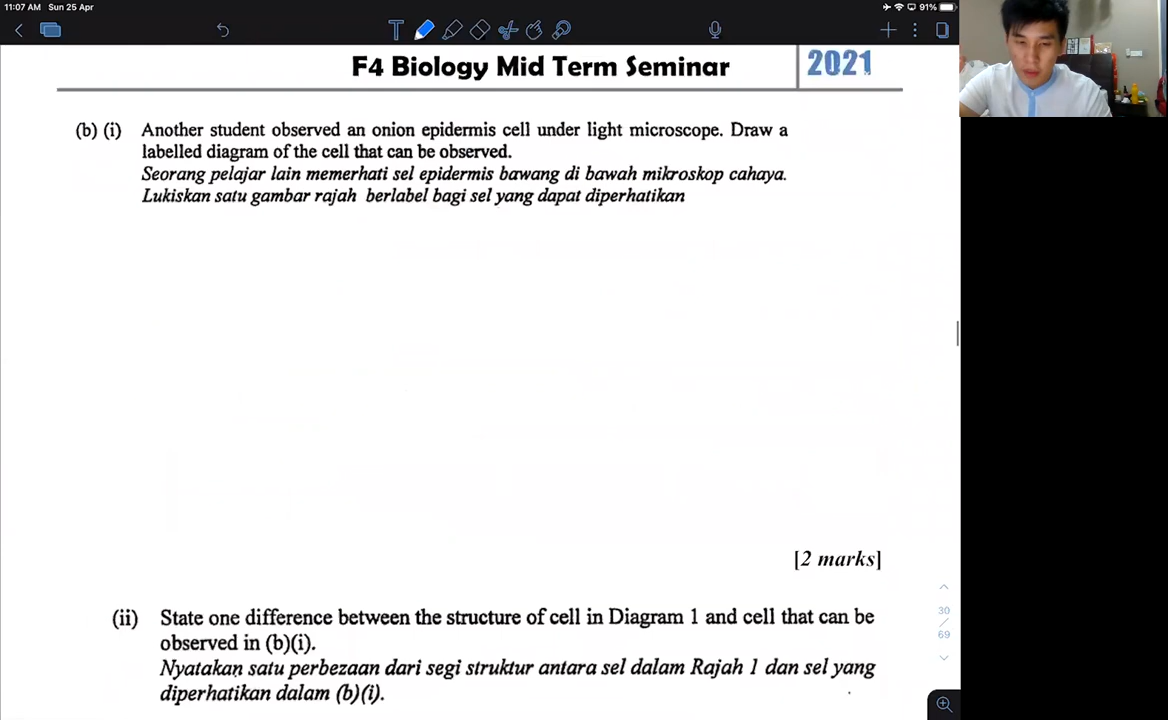 11:07 AM Sun 25 Apr
91%
T
F4 Biology Mid Term Seminar
2021
(b) (i) Another student observed an onion epidermis cell under light microscope. Draw a
labelled diagram of the cell that can be observed.
Seorang pelajar lain memerhati sel epidermis bawang di bawah mikroskop cahaya.
Lukiskan satu gambar rajah berlabel bagi sel yang dapat diperhatikan
[2 marks]
30
/
69
(ii) State one difference between the structure of cell in Diagram 1 and cell that can be
observed in (b)(i).
Nyatakan satu perbezaan dari segi struktur antara sel dalam Rajah 1 dan sel yang
diperhatikan dalam (b)(i).